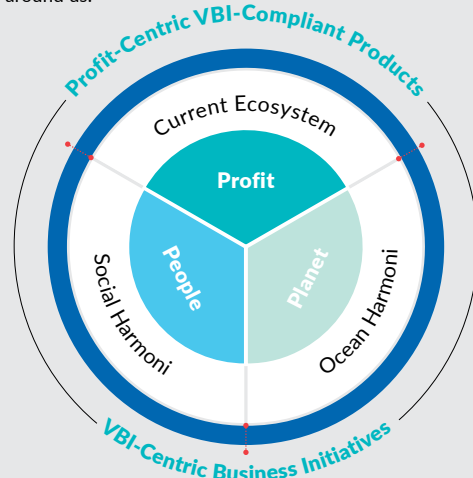 around us.
Profit-Centric VBI-Compliant Products
Current Ecosystem
Profit
People
Planet
Social Harmoni
Ocean Harmoni
VBI-Centric Business Initiatives